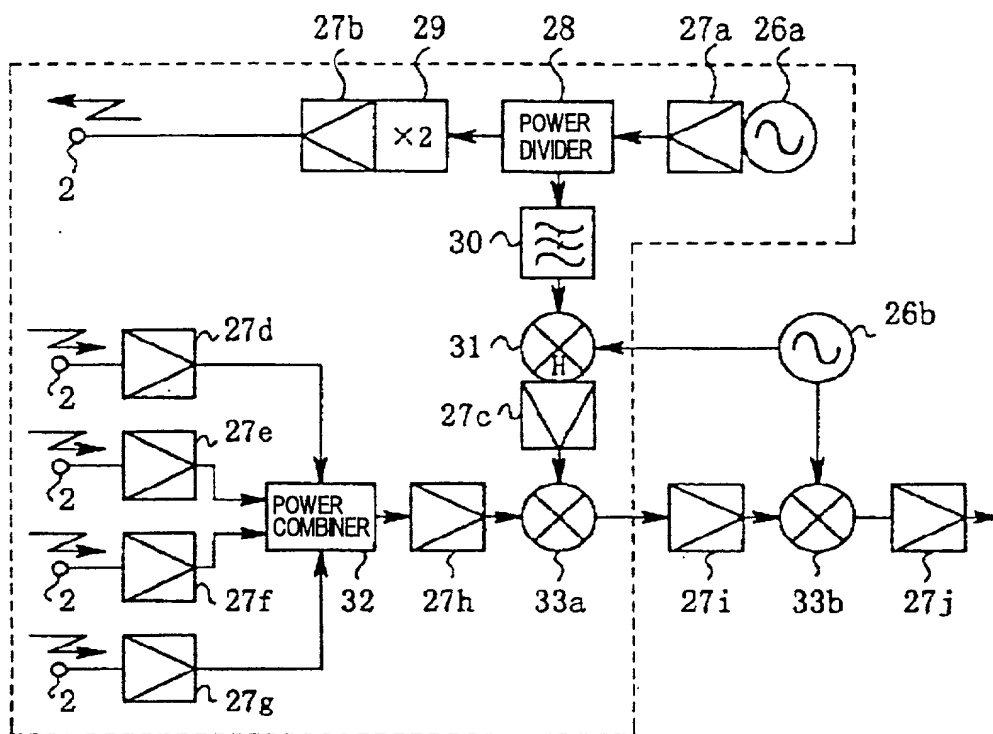 27b 29 28 27a 26a
×2
POWER
DIVIDER
2
30
26b
31
H
27d
2
27c
27e
2
POWER
COMBINER
2
27f 32 27h 33a 27i 33b 27j
2
27g